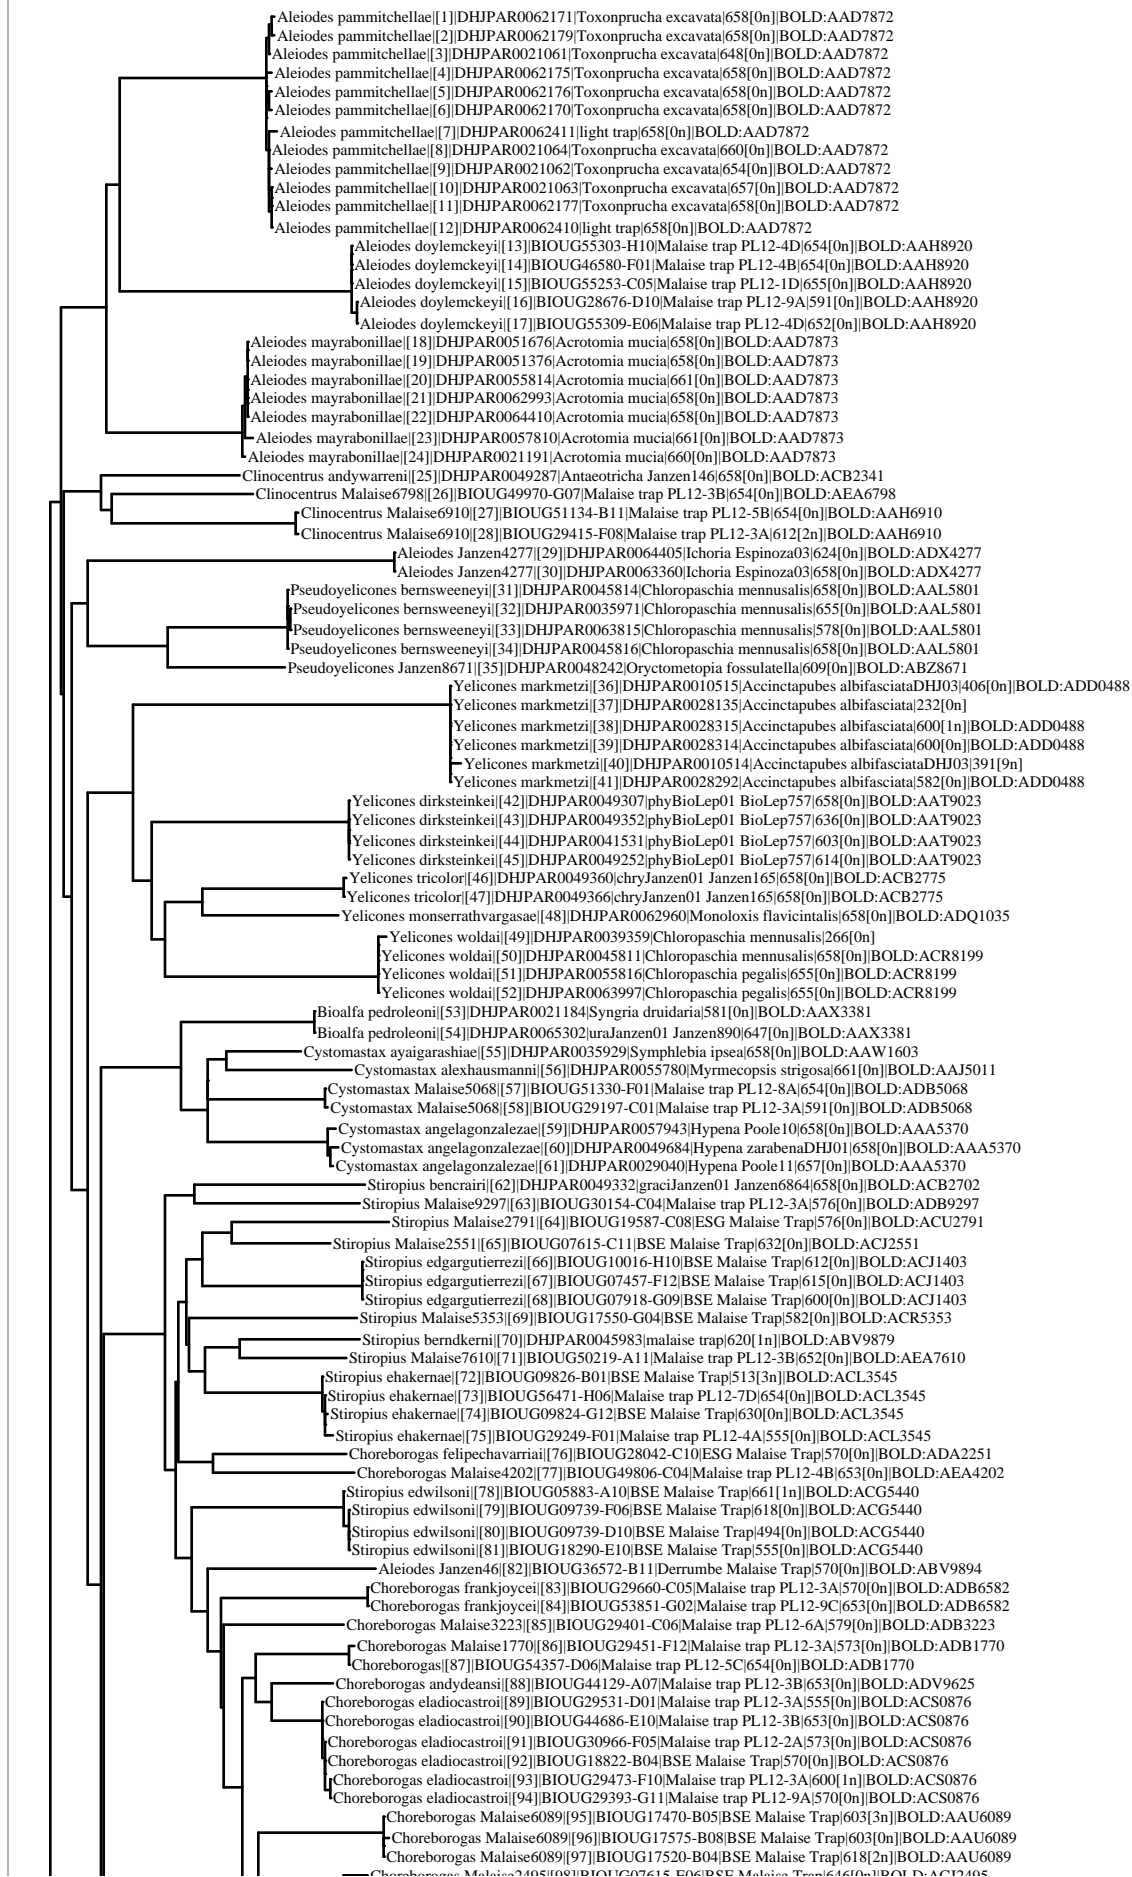 Aleiodes pammitchellae|[1]|DHJPAR0062171|Toxonprucha excavata|658[0n]|BOLD:AAD7872
Aleiodes pammitchellae|[2]|DHJPAR0062179|Toxonprucha excavata|658[0n]|BOLD:AAD7872
Aleiodes pammitchellae|[3]|DHJPAR0021061|Toxonprucha excavata|648[0n]|BOLD:AAD7872
Aleiodes pammitchellae|[4]|DHJPAR0062175|Toxonprucha excavata|658[0n]|BOLD:AAD7872
Aleiodes pammitchellae|[5]|DHJPAR0062176|Toxonprucha excavata|658[0n]|BOLD:AAD7872
Aleiodes pammitchellae|[6]|DHJPAR0062170|Toxonprucha excavata|658[0n]|BOLD:AAD7872
Aleiodes pammitchellae|[7]|DHJPAR0062411|light trap|658[0n]|BOLD:AAD7872
Aleiodes pammitchellae|[8]|DHJPAR0021064|Toxonprucha excavata|660[0n]|BOLD:AAD7872
Aleiodes pammitchellae|[9]|DHJPAR0021062|Toxonprucha excavata|654[0n]|BOLD:AAD7872
Aleiodes pammitchellae|[10]|DHJPAR0021063|Toxonprucha excavata|657[0n]|BOLD:AAD7872
Aleiodes pammitchellae|[11]|DHJPAR0062177|Toxonprucha excavata|658[0n]|BOLD:AAD7872
Aleiodes pammitchellae|[12]|DHJPAR0062410|light trap|658[0n]|BOLD:AAD7872
Aleiodes doylemckeyi|[13]|BIOUG55303-H10|Malaise trap PL12-4D|654[0n]|BOLD:AAH8920
Aleiodes doylemckeyi|[14]|BIOUG46580-F01|Malaise trap PL12-4B|654[0n]|BOLD:AAH8920
Aleiodes doylemckeyi|[15]|BIOUG55253-C05|Malaise trap PL12-1D|655[0n]|BOLD:AAH8920
Aleiodes doylemckeyi|[16]|BIOUG28676-D10|Malaise trap PL12-9A|591[0n]|BOLD:AAH8920
Aleiodes doylemckeyi|[17]|BIOUG55309-E06|Malaise trap PL12-4D|652[0n]|BOLD:AAH8920
Aleiodes mayrabonillae|[18]|DHJPAR0051676|Acrotomia mucia|658[0n]|BOLD:AAD7873
Aleiodes mayrabonillae|[19]|DHJPAR0051376|Acrotomia mucia|658[0n]|BOLD:AAD7873
Aleiodes mayrabonillae|[20]|DHJPAR0055814|Acrotomia mucia|661[0n]|BOLD:AAD7873
Aleiodes mayrabonillae|[21]|DHJPAR0062993|Acrotomia mucia|658[0n]|BOLD:AAD7873
Aleiodes mayrabonillae|[22]|DHJPAR0064410|Acrotomia mucia|658[0n]|BOLD:AAD7873
Aleiodes mayrabonillae|[23]|DHJPAR0057810|Acrotomia mucia|661[0n]|BOLD:AAD7873
Aleiodes mayrabonillae|[24]|DHJPAR0021191|Acrotomia mucia|660[0n]|BOLD:AAD7873
Clinocentrus andywarreni|[25]|DHJPAR0049287|Antaeotricha Janzen146|658[0n]|BOLD:ACB2341
Clinocentrus Malaise6798|[26]|BIOUG49970-G07|Malaise trap PL12-3B|654[0n]|BOLD:AEA6798
Clinocentrus Malaise6910|[27]|BIOUG51134-B11|Malaise trap PL12-5B|654[0n]|BOLD:AAH6910
Clinocentrus Malaise6910|[28]|BIOUG29415-F08|Malaise trap PL12-3A|612[2n]|BOLD:AAH6910
Aleiodes Janzen4277|[29]|DHJPAR0064405|Ichoria Espinoza03|624[0n]|BOLD:ADX4277
Aleiodes Janzen4277|[30]|DHJPAR0063360|Ichoria Espinoza03|658[0n]|BOLD:ADX4277
Pseudoyelicones bernsweeneyi|[31]|DHJPAR0045814|Chloropaschia mennusalis|658[0n]|BOLD:AAL5801
Pseudoyelicones bernsweeneyi|[32]|DHJPAR0035971|Chloropaschia mennusalis|655[0n]|BOLD:AAL5801
Pseudoyelicones bernsweeneyi|[33]|DHJPAR0063815|Chloropaschia mennusalis|578[0n]|BOLD:AAL5801
Pseudoyelicones bernsweeneyi|[34]|DHJPAR0045816|Chloropaschia mennusalis|658[0n]|BOLD:AAL5801
Pseudoyelicones Janzen8671|[35]|DHJPAR0048242|Oryctometopia fossulatella|609[0n]|BOLD:ABZ8671
Yelicones markmetzi|[36]|DHJPAR0010515|Accinctapubes albifasciataDHJ03|406[0n]|BOLD:ADD0488
Yelicones markmetzi|[37]|DHJPAR0028135|Accinctapubes albifasciata|232[0n]
Yelicones markmetzi|[38]|DHJPAR0028315|Accinctapubes albifasciata|600[1n]|BOLD:ADD0488
Yelicones markmetzi|[39]|DHJPAR0028314|Accinctapubes albifasciata|600[0n]|BOLD:ADD0488
Yelicones markmetzi|[40]|DHJPAR0010514|Accinctapubes albifasciataDHJ03|391[9n]
Yelicones markmetzi|[41]|DHJPAR0028292|Accinctapubes albifasciata|582[0n]|BOLD:ADD0488
Yelicones dirksteinkei|[42]|DHJPAR0049307|phyBioLep01 BioLep757|658[0n]|BOLD:AAT9023
Yelicones dirksteinkei|[43]|DHJPAR0049352|phyBioLep01 BioLep757|636[0n]|BOLD:AAT9023
Yelicones dirksteinkei|[44]|DHJPAR0041531|phyBioLep01 BioLep757|603[0n]|BOLD:AAT9023
Yelicones dirksteinkei|[45]|DHJPAR0049252|phyBioLep01 BioLep757|614[0n]|BOLD:AAT9023
Yelicones tricolor|[46]|DHJPAR0049360|chryJanzen01 Janzen165|658[0n]|BOLD:ACB2775
Yelicones tricolor|[47]|DHJPAR0049366|chryJanzen01 Janzen165|658[0n]|BOLD:ACB2775
Yelicones monserrathvargasae|[48]|DHJPAR0062960|Monoloxis flavicintalis|658[0n]|BOLD:ADQ1035
Yelicones woldai|[49]|DHJPAR0039359|Chloropaschia mennusalis|266[0n]
Yelicones woldai|[50]|DHJPAR0045811|Chloropaschia mennusalis|658[0n]|BOLD:ACR8199
Yelicones woldai|[51]|DHJPAR0055816|Chloropaschia pegalis|655[0n]|BOLD:ACR8199
Yelicones woldai|[52]|DHJPAR0063997|Chloropaschia pegalis|655[0n]|BOLD:ACR8199
Bioalfa pedroleoni|[53]|DHJPAR0021184|Syngria druidaria|581[0n]|BOLD:AAX3381
Bioalfa pedroleoni|[54]|DHJPAR0065302|uraJanzen01 Janzen890|647[0n]|BOLD:AAX3381
Cystomastax ayaigarashiae|[55]|DHJPAR0035929|Symphlebia ipsea|658[0n]|BOLD:AAW1603
Cystomastax alexhausmanni|[56]|DHJPAR0055780|Myrmecopsis strigosa|661[0n]|BOLD:AAJ5011
Cystomastax Malaise5068|[57]|BIOUG51330-F01|Malaise trap PL12-8A|654[0n]|BOLD:ADB5068
Cystomastax Malaise5068|[58]|BIOUG29197-C01|Malaise trap PL12-3A|591[0n]|BOLD:ADB5068
Cystomastax angelagonzalezae|[59]|DHJPAR0057943|Hypena Poole10|658[0n]|BOLD:AAA5370
Cystomastax angelagonzalezae|[60]|DHJPAR0049684|Hypena zarabenaDHJ01|658[0n]|BOLD:AAA5370
Cystomastax angelagonzalezae|[61]|DHJPAR0029040|Hypena Poole11|657[0n]|BOLD:AAA5370
Stiropius bencrairi|[62]|DHJPAR0049332|graciJanzen01 Janzen6864|658[0n]|BOLD:ACB2702
Stiropius Malaise9297|[63]|BIOUG30154-C04|Malaise trap PL12-3A|576[0n]|BOLD:ADB9297
Stiropius Malaise2791|[64]|BIOUG19587-C08|ESG Malaise Trap|576[0n]|BOLD:ACU2791
Stiropius Malaise2551|[65]|BIOUG07615-C11|BSE Malaise Trap|632[0n]|BOLD:ACJ2551
Stiropius edgargutierrezi|[66]|BIOUG10016-H10|BSE Malaise Trap|612[0n]|BOLD:ACJ1403
Stiropius edgargutierrezi|[67]|BIOUG07457-F12|BSE Malaise Trap|615[0n]|BOLD:ACJ1403
Stiropius edgargutierrezi|[68]|BIOUG07918-G09|BSE Malaise Trap|600[0n]|BOLD:ACJ1403
Stiropius Malaise5353|[69]|BIOUG17550-G04|BSE Malaise Trap|582[0n]|BOLD:ACR5353
Stiropius berndkerni|[70]|DHJPAR0045983|malaise trap|620[1n]|BOLD:ABV9879
Stiropius Malaise7610|[71]|BIOUG50219-A11|Malaise trap PL12-3B|652[0n]|BOLD:AEA7610
Stiropius ehakernae|[72]|BIOUG09826-B01|BSE Malaise Trap|513[3n]|BOLD:ACL3545
Stiropius ehakernae|[73]|BIOUG56471-H06|Malaise trap PL12-7D|654[0n]|BOLD:ACL3545
Stiropius ehakernae|[74]|BIOUG09824-G12|BSE Malaise Trap|630[0n]|BOLD:ACL3545
Stiropius ehakernae|[75]|BIOUG29249-F01|Malaise trap PL12-4A|555[0n]|BOLD:ACL3545
Choreborogas felipechavarriai|[76]|BIOUG28042-C10|ESG Malaise Trap|570[0n]|BOLD:ADA2251
Choreborogas Malaise4202|[77]|BIOUG49806-C04|Malaise trap PL12-4B|653[0n]|BOLD:AEA4202
Stiropius edwilsoni|[78]|BIOUG05883-A10|BSE Malaise Trap|661[1n]|BOLD:ACG5440
Stiropius edwilsoni|[79]|BIOUG09739-F06|BSE Malaise Trap|618[0n]|BOLD:ACG5440
Stiropius edwilsoni|[80]|BIOUG09739-D10|BSE Malaise Trap|494[0n]|BOLD:ACG5440
Stiropius edwilsoni|[81]|BIOUG18290-E10|BSE Malaise Trap|555[0n]|BOLD:ACG5440
Aleiodes Janzen46|[82]|BIOUG36572-B11|Derrumbe Malaise Trap|570[0n]|BOLD:ABV9894
Choreborogas frankjoycei|[83]|BIOUG29660-C05|Malaise trap PL12-3A|570[0n]|BOLD:ADB6582
Choreborogas frankjoycei|[84]|BIOUG53851-G02|Malaise trap PL12-9C|653[0n]|BOLD:ADB6582
Choreborogas Malaise3223|[85]|BIOUG29401-C06|Malaise trap PL12-6A|579[0n]|BOLD:ADB3223
Choreborogas Malaise1770|[86]|BIOUG29451-F12|Malaise trap PL12-3A|573[0n]|BOLD:ADB1770
Choreborogas|[87]|BIOUG54357-D06|Malaise trap PL12-5C|654[0n]|BOLD:ADB1770
Choreborogas andydeansi|[88]|BIOUG44129-A07|Malaise trap PL12-3B|653[0n]|BOLD:ADV9625
Choreborogas eladiocastroi|[89]|BIOUG29531-D01|Malaise trap PL12-3A|555[0n]|BOLD:ACS0876
Choreborogas eladiocastroi|[90]|BIOUG44686-E10|Malaise trap PL12-3B|653[0n]|BOLD:ACS0876
Choreborogas eladiocastroi|[91]|BIOUG30966-F05|Malaise trap PL12-2A|573[0n]|BOLD:ACS0876
Choreborogas eladiocastroi|[92]|BIOUG18822-B04|BSE Malaise Trap|570[0n]|BOLD:ACS0876
Choreborogas eladiocastroi|[93]|BIOUG29473-F10|Malaise trap PL12-3A|600[1n]|BOLD:ACS0876
Choreborogas eladiocastroi|[94]|BIOUG29393-G11|Malaise trap PL12-9A|570[0n]|BOLD:ACS0876
Choreborogas Malaise6089|[95]|BIOUG17470-B05|BSE Malaise Trap|603[3n]|BOLD:AAU6089
Choreborogas Malaise6089|[96]|BIOUG17575-B08|BSE Malaise Trap|603[0n]|BOLD:AAU6089
Choreborogas Malaise6089|[97]|BIOUG17520-B04|BSE Malaise Trap|618[2n]|BOLD:AAU6089
Choreborogas Malaise2495|[98]|BIOUG07615-F06|BSE Malaise Trap|646[0n]|BOLD:ACJ2495